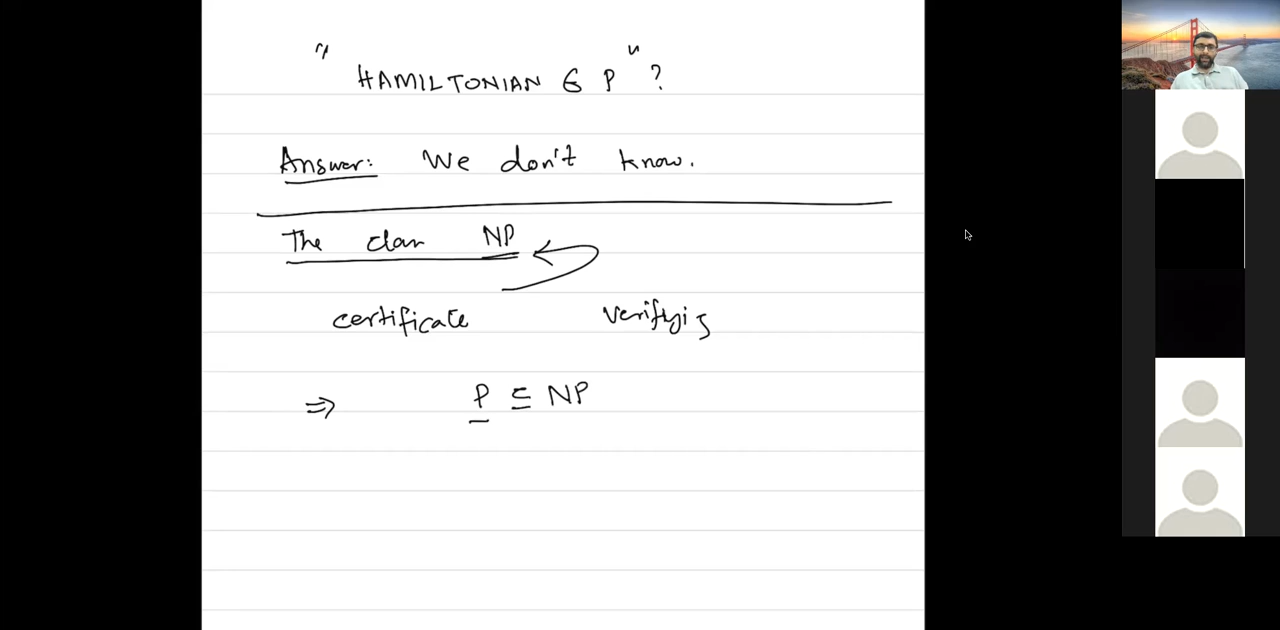 "HAMILTONIAN ∈ P"?
Answer: We don't know.
The class NP
certificate verifying
⇒ P ⊆ NP